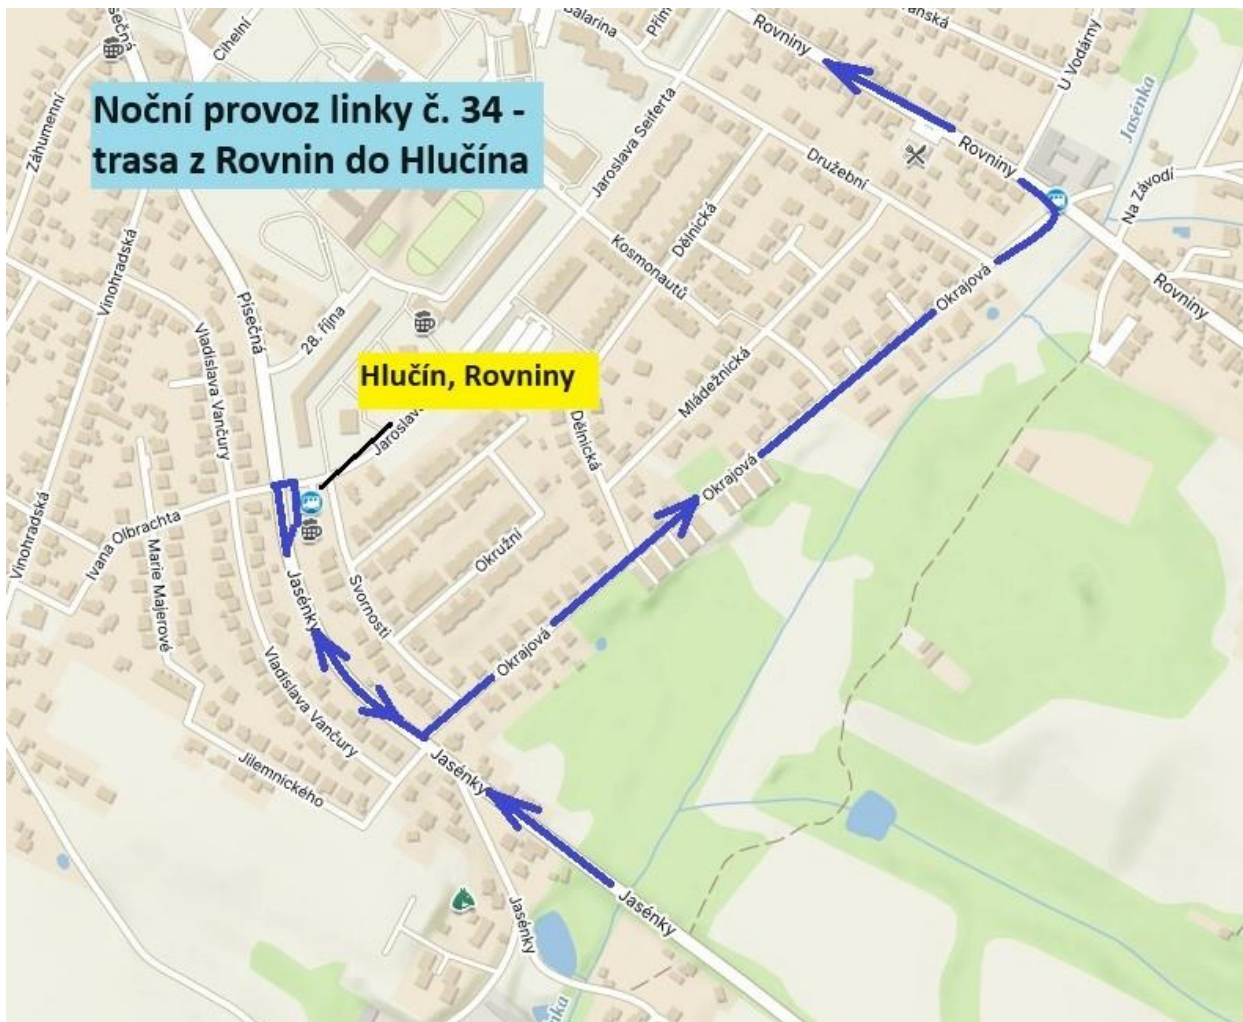 Noční provoz linky č. 34 -
trasa z Rovnin do Hlučína
Hlučín, Rovniny
Písečná
Cihelní
Záhumenní
Balarina
Rovniny
U Vodárny
Jasénka
Jaroslava Seiferta
Družební
Rovniny
Na Závodí
Vinohradská
Dělnická
Kosmonautů
Okrajová
Rovniny
Písečná
28. října
Vladislava Vančury
Mládežnická
Dělnická
Okrajová
Vinohradská
Ivana Olbrachta
Marie Majerové
Okružní
Jasénky
Svornosti
Okrajová
Vladislava Vančury
Jilemnického
Jasénky
Jasénky
Jasénky